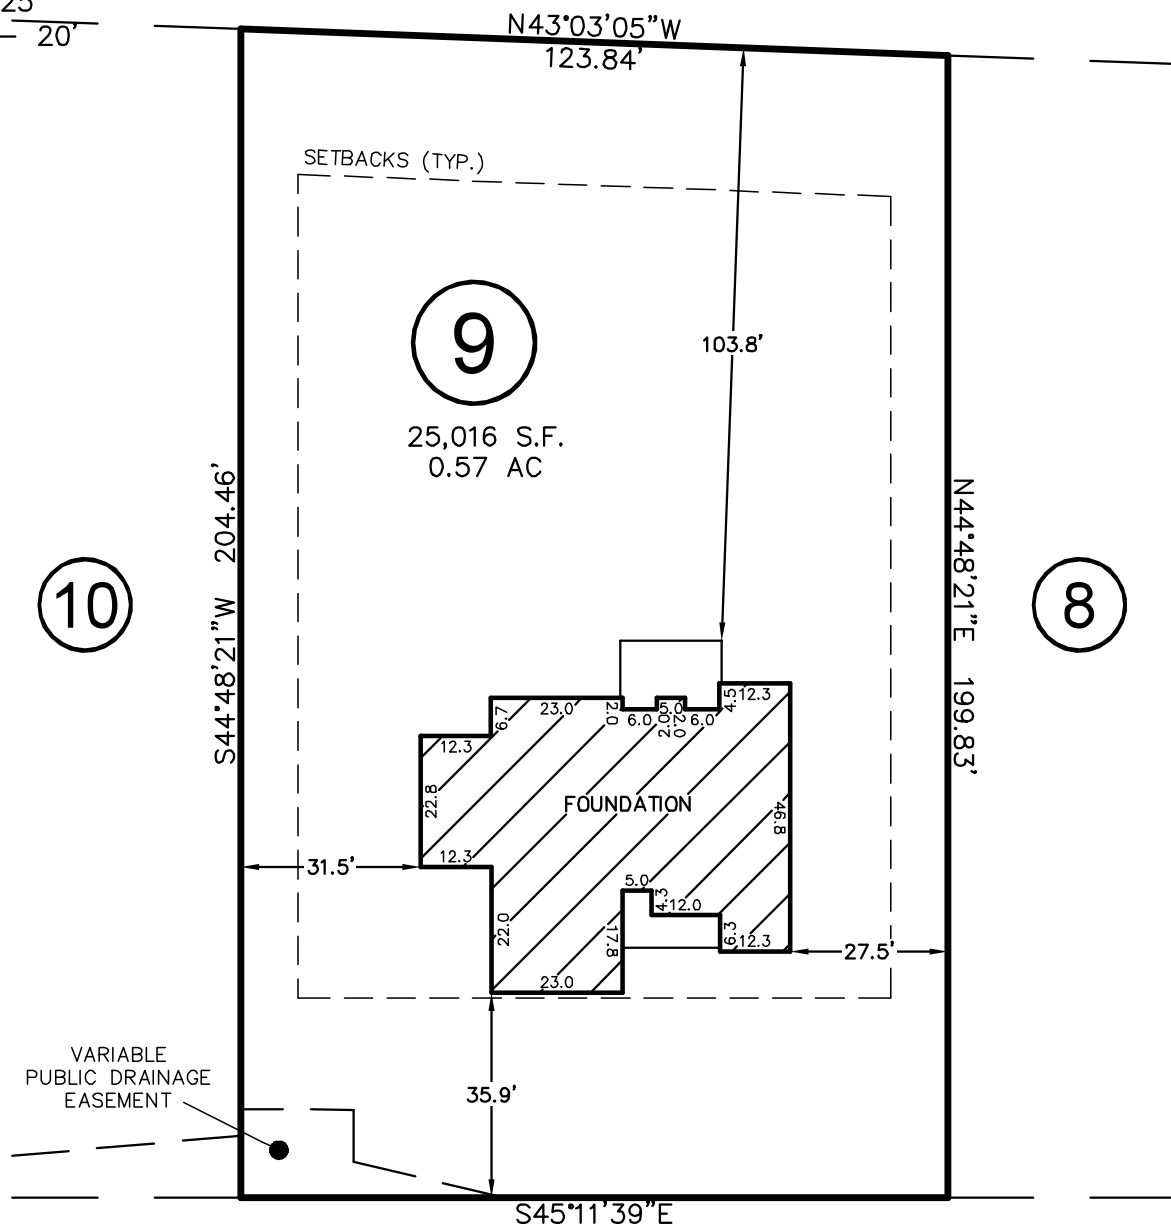 25
20'
N43°03'05"W
123.84'
SETBACKS (TYP.)
9
103.8'
25,016 S.F.
0.57 AC
S44°48'21"W 204.46'
N44°48'21"E 199.83'
10
8
4.5
12.3
6.7
23.0
2.0
6.0
5.0
2.0
2.0
6.0
12.3
22.8
FOUNDATION
46.8
12.3
31.5'
5.0
4.3
12.0
22.0
17.8
6.3
12.3
27.5'
23.0
VARIABLE
PUBLIC DRAINAGE
EASEMENT
35.9'
S45°11'39"E